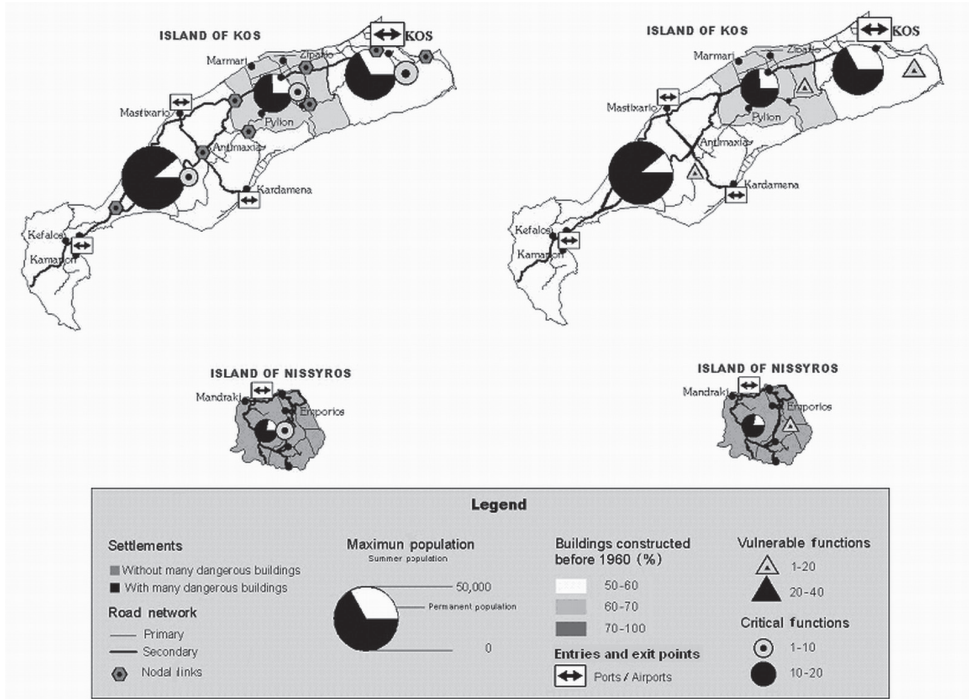 ISLAND OF KOS
KOS
Marmari
Zipario
Mastixario
Pylion
Antimaxia
Kardamena
Kefalos
Kamarion
ISLAND OF KOS
KOS
Marmari
Zipario
Mastixario
Pylion
Antimaxia
Kardamena
Kefalos
Kamarion
ISLAND OF NISSYROS
Mandraki
Emporios
ISLAND OF NISSYROS
Mandraki
Emporios
Legend
Settlements
Without many dangerous buildings
With many dangerous buildings
Road network
Primary
Secondary
Nodal links
Maximun population
Summer population
50,000
Permanent population
0
Buildings constructed
before 1960 (%)
50-60
60-70
70-100
Entries and exit points
Ports / Airports
Vulnerable functions
1-20
20-40
Critical functions
1-10
10-20